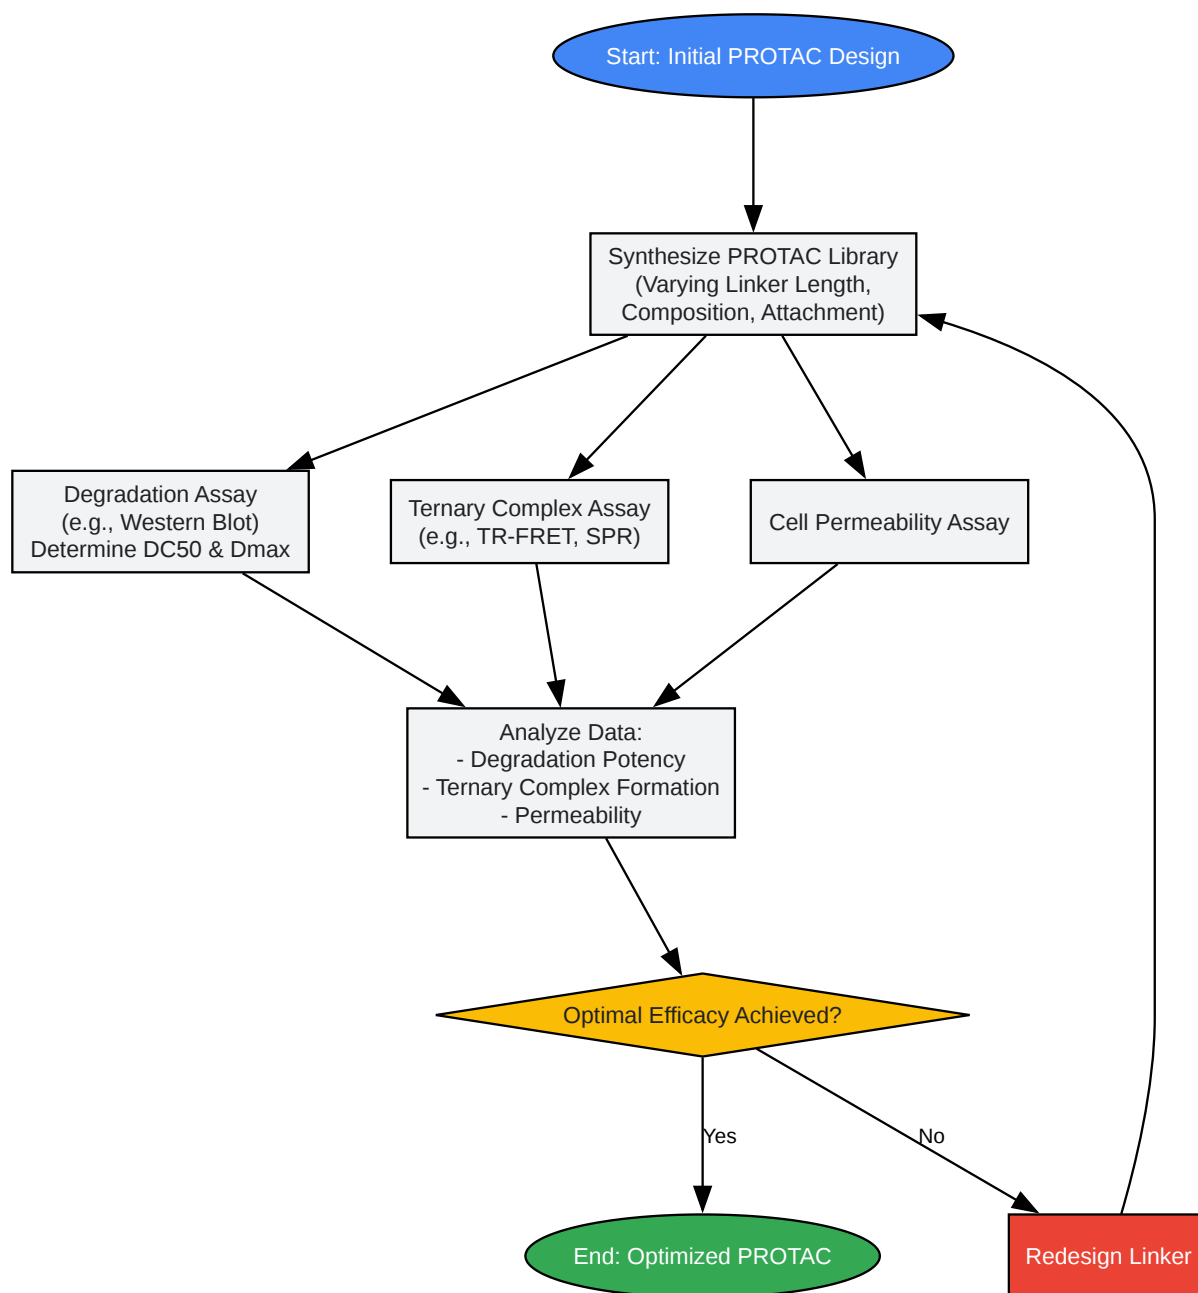 Start: Initial PROTAC Design
Synthesize PROTAC Library
(Varying Linker Length,
Composition, Attachment)
Degradation Assay
(e.g., Western Blot)
Determine DC50 & Dmax
Ternary Complex Assay
(e.g., TR-FRET, SPR)
Cell Permeability Assay
Analyze Data:
- Degradation Potency
- Ternary Complex Formation
- Permeability
Optimal Efficacy Achieved?
Yes
No
End: Optimized PROTAC
Redesign Linker